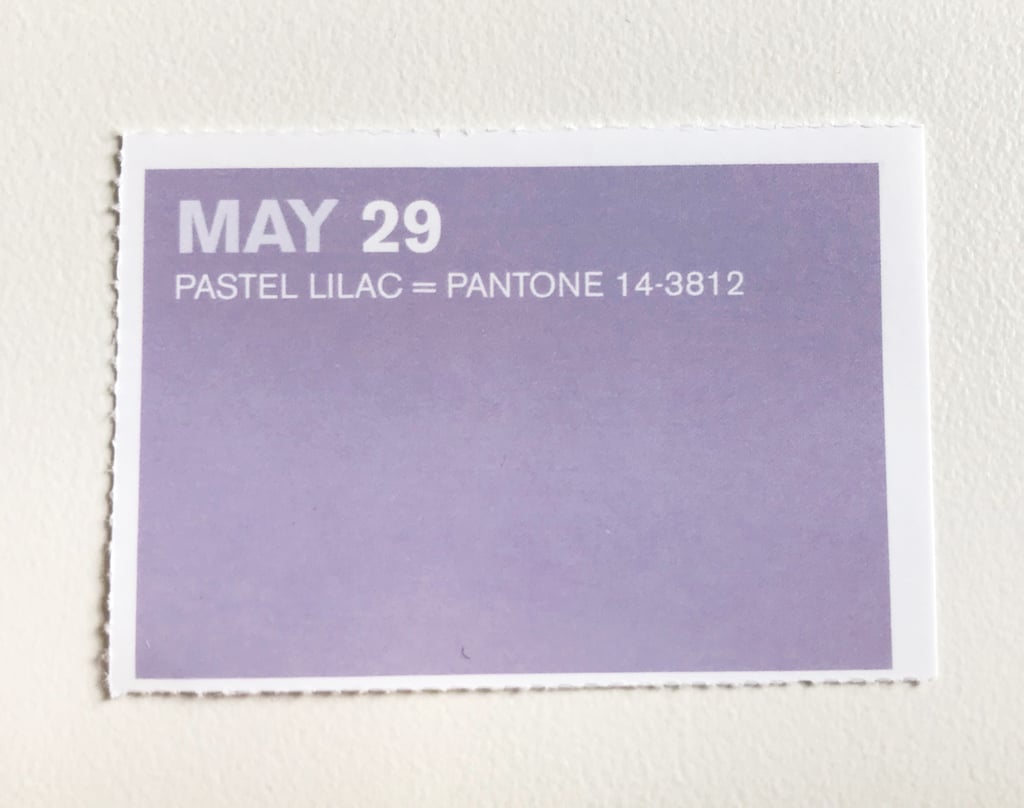 MAY 29
PASTEL LILAC = PANTONE 14-3812